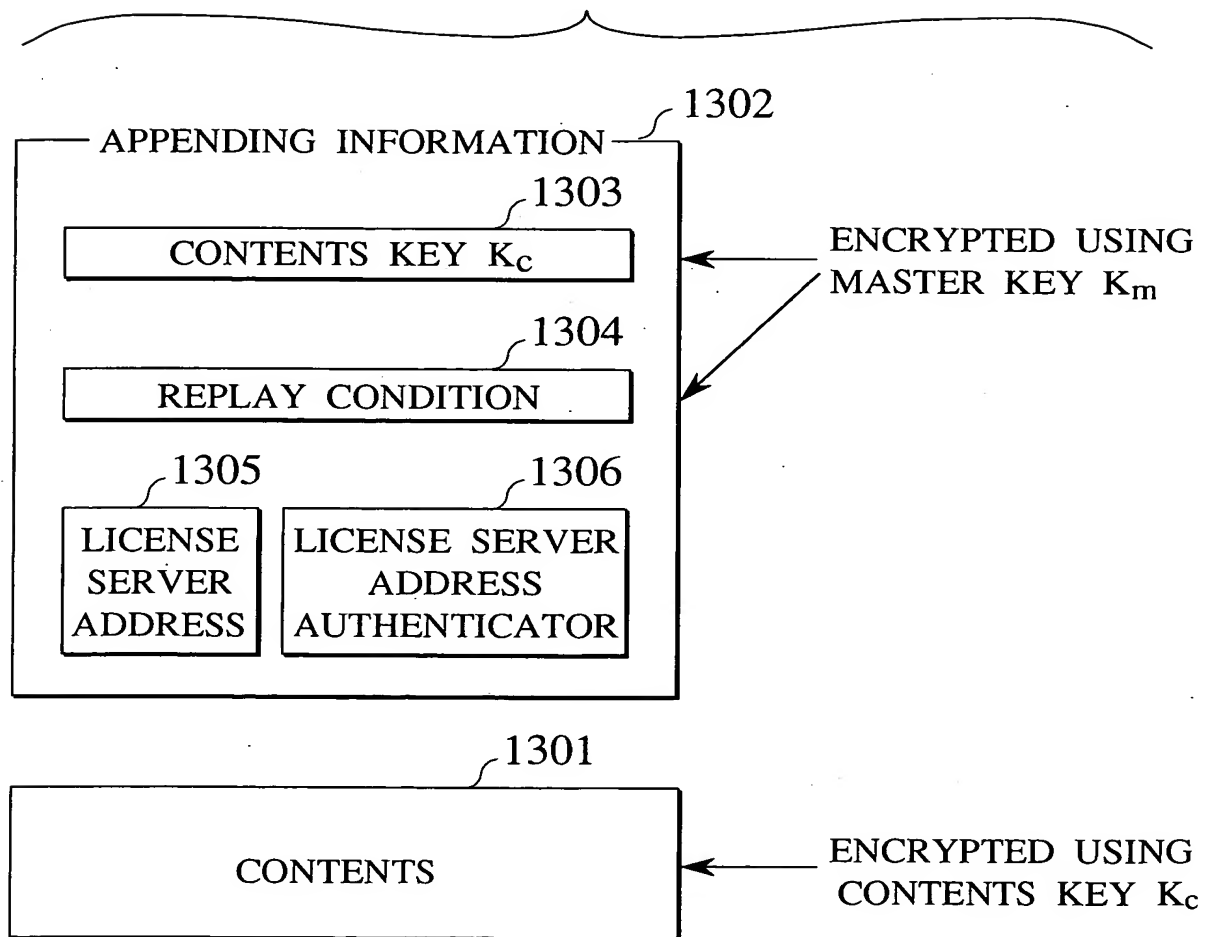 1302
APPENDING INFORMATION
1303
CONTENTS KEY Kc
ENCRYPTED USING
MASTER KEY Km
1304
REPLAY CONDITION
1305
1306
LICENSE
SERVER
ADDRESS
LICENSE SERVER
ADDRESS
AUTHENTICATOR
1301
CONTENTS
ENCRYPTED USING
CONTENTS KEY Kc